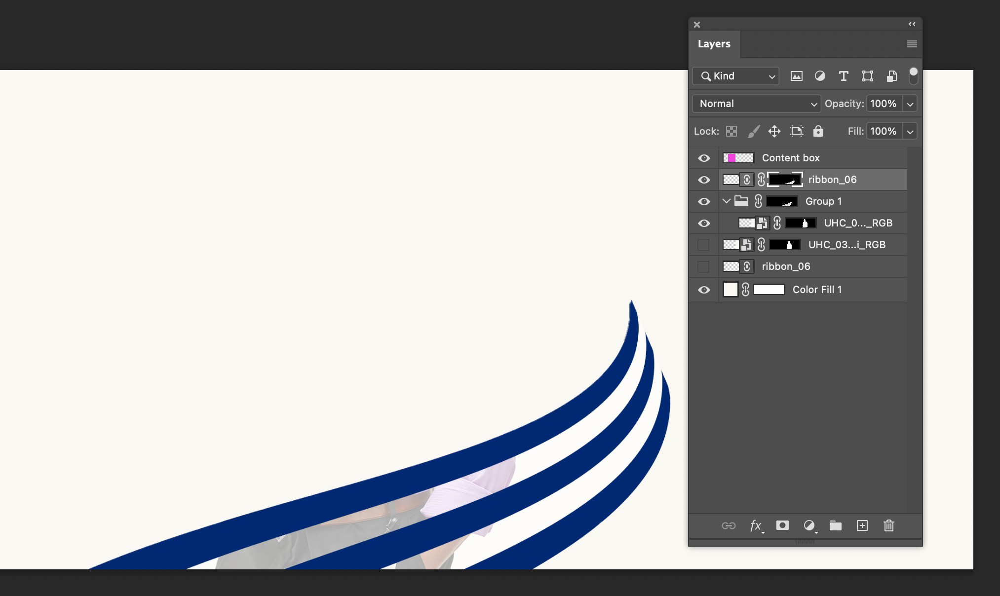 Layers
Kind
Normal Opacity: 100%
Lock: Fill: 100%
Content box
ribbon_06
Group 1
UHC_0..._RGB
UHC_03...i_RGB
ribbon_06
Color Fill 1
fx